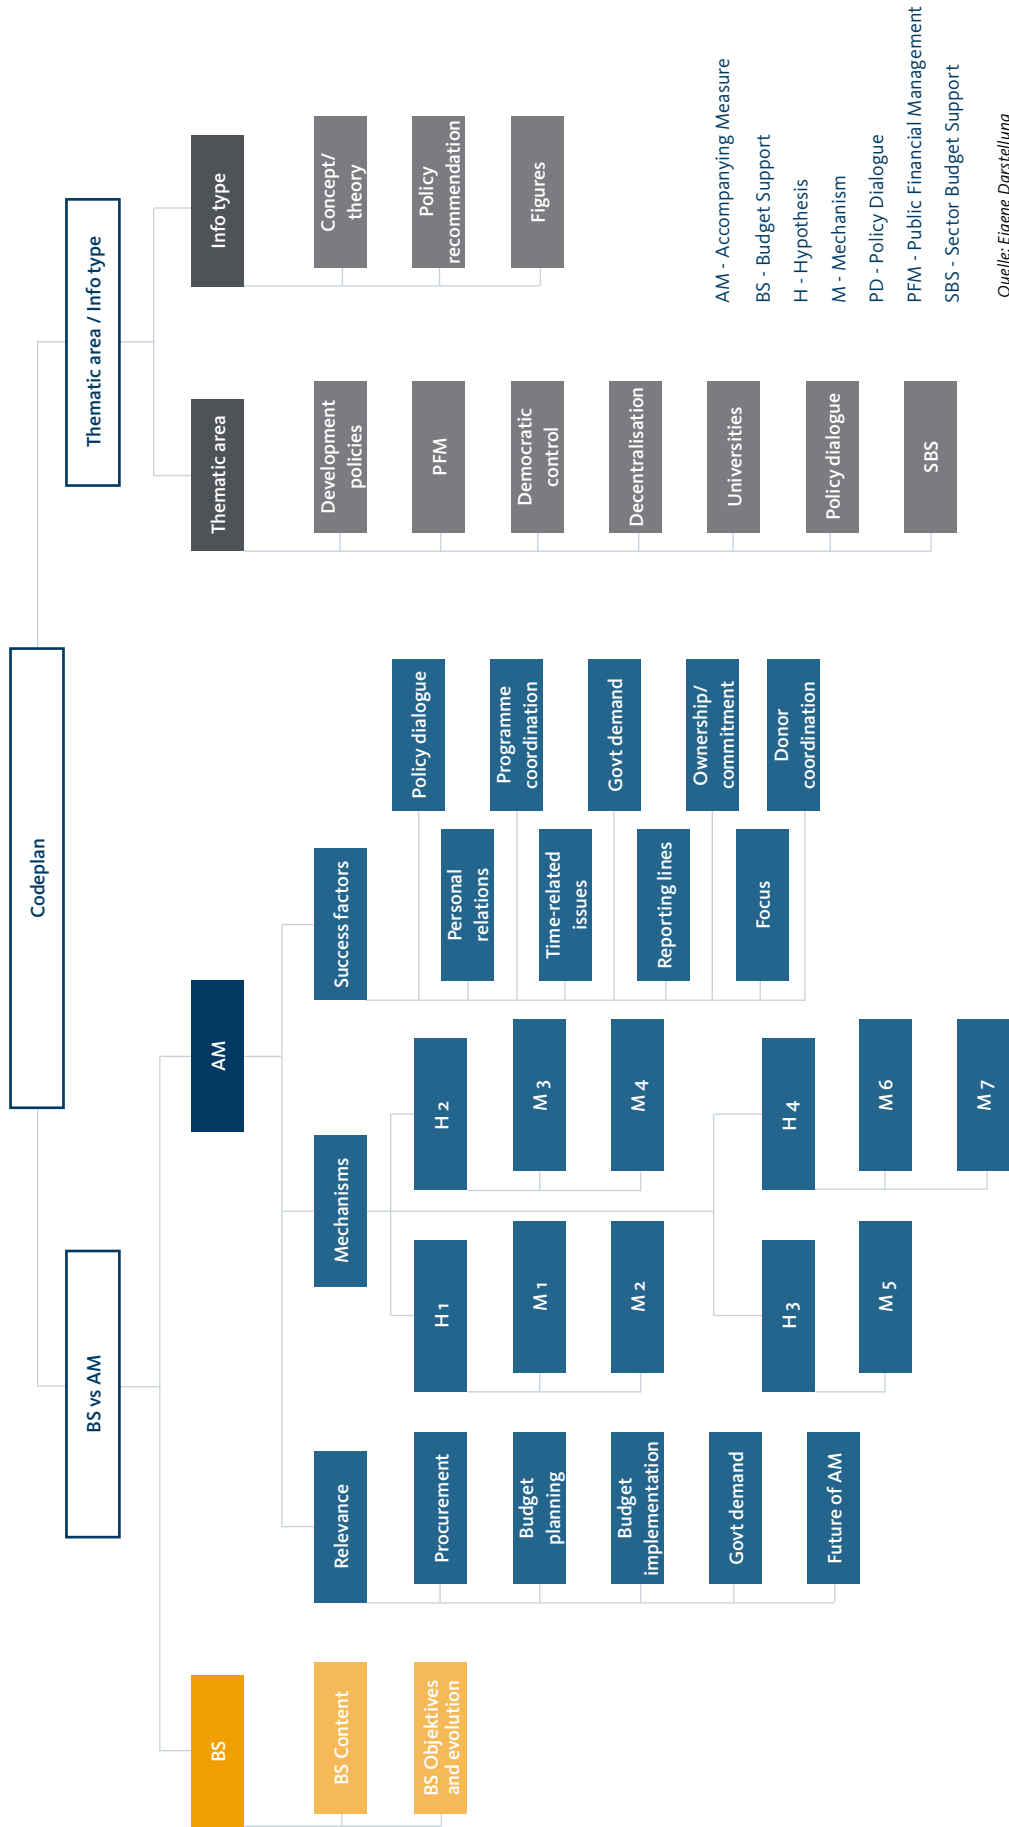 Codeplan
BS vs AM
Thematic area / Info type
BS
BS Content
BS Objektives
and evolution
AM
Relevance
Procurement
Budget
planning
Budget
implementation
Govt demand
Future of AM
Mechanisms
H 1
M 1
M 2
H 2
M 3
M 4
H 3
M 5
H 4
M 6
M 7
Success factors
Policy dialogue
Personal
relations
Programme
coordination
Time-related
issues
Govt demand
Reporting lines
Ownership/
commitment
Focus
Donor
coordination
Thematic area
Development
policies
PFM
Democratic
control
Decentralisation
Universities
Policy dialogue
SBS
Info type
Concept/
theory
Policy
recommendation
Figures
AM - Accompanying Measure
BS - Budget Support
H - Hypothesis
M - Mechanism
PD - Policy Dialogue
PFM - Public Financial Management
SBS - Sector Budget Support
Quelle: Eigene Darstellung